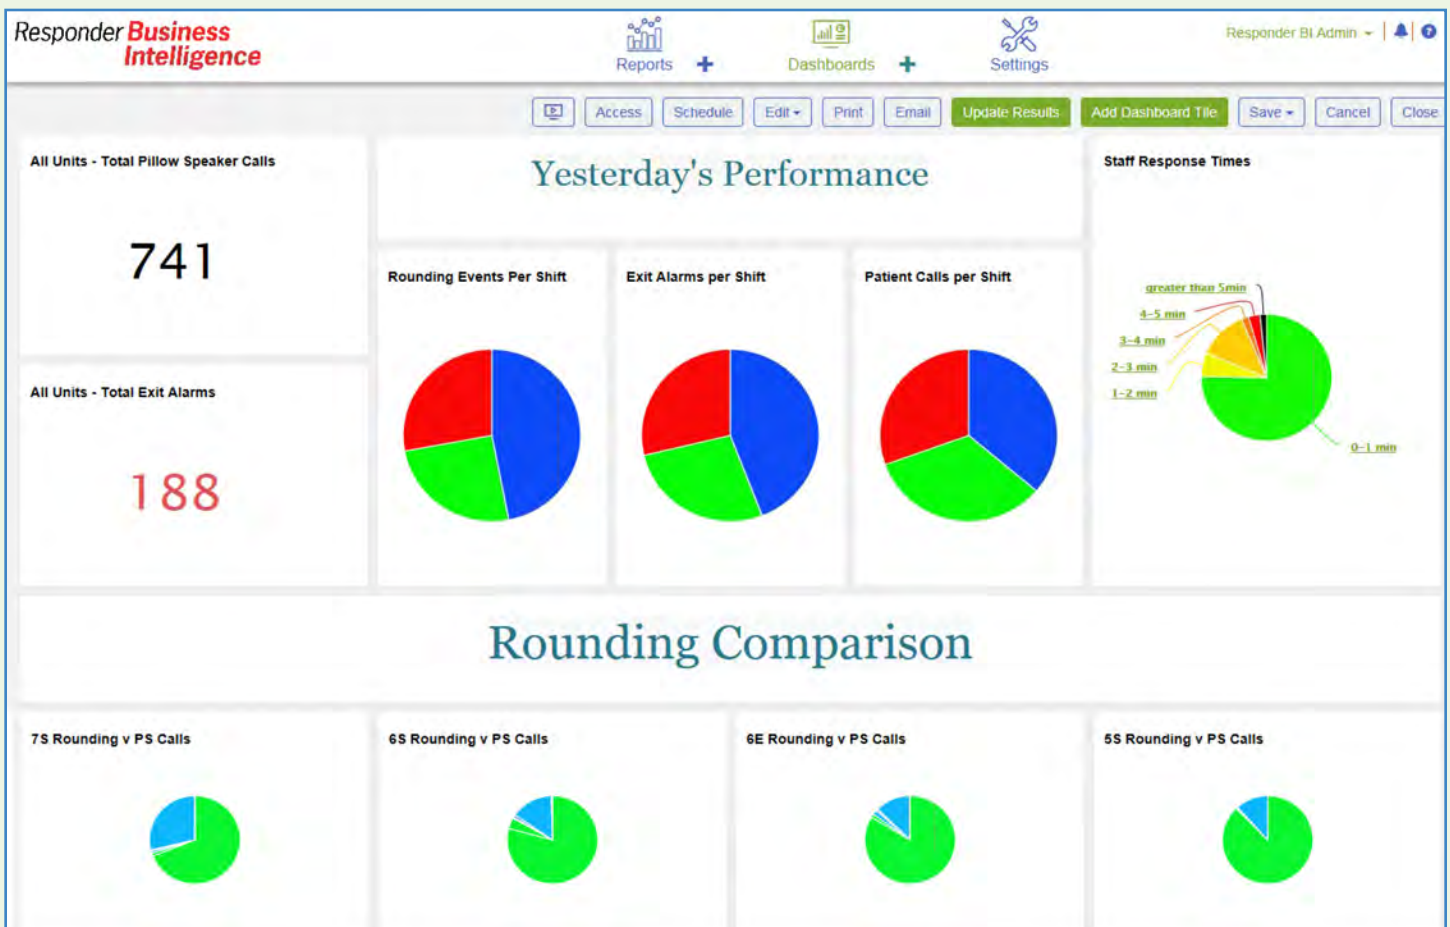 Responder Business
Intelligence
Reports
Dashboards
Settings
Responder BI Admin
?
Access
Schedule
Edit
Print
Email
Update Results
Add Dashboard Tile
Save
Cancel
Close
All Units - Total Pillow Speaker Calls
741
All Units - Total Exit Alarms
188
Yesterday's Performance
Rounding Events Per Shift
Exit Alarms per Shift
Patient Calls per Shift
Staff Response Times
greater than 5min
4-5 min
3-4 min
2-3 min
1-2 min
0-1 min
Rounding Comparison
7S Rounding v PS Calls
6S Rounding v PS Calls
6E Rounding v PS Calls
5S Rounding v PS Calls